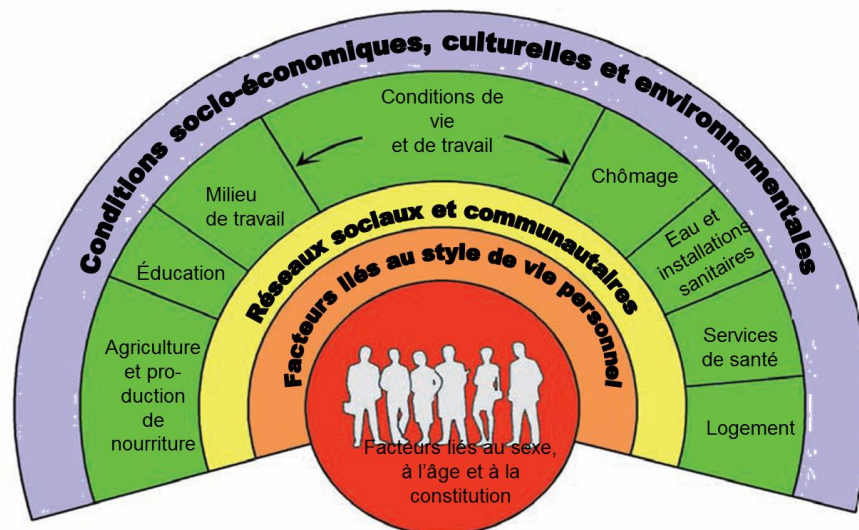 Conditions socio-économiques, culturelles et environnementales
Conditions de
vie
et de travail
Milieu
de travail
Chômage
Éducation
Eau et
installations
sanitaires
Agriculture
et pro-
duction
de
nourriture
Services
de santé
Logement
Réseaux sociaux et communautaires
Facteurs liés au style de vie personnel
Facteurs liés au sexe,
à l'âge et à la
constitution